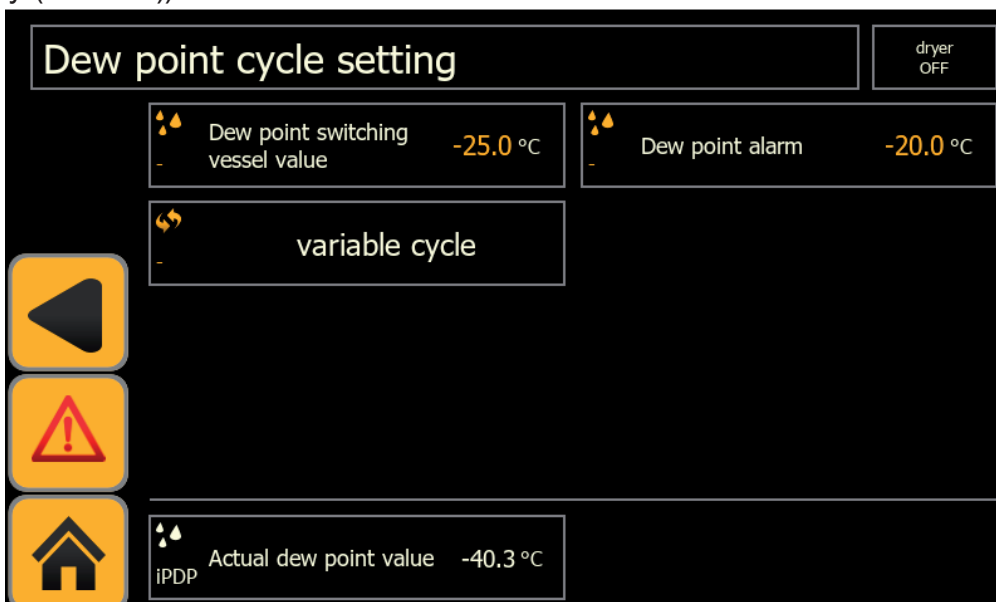 Dew point cycle setting
dryer
OFF
Dew point switching
vessel value
-25.0 °C
-
Dew point alarm
-20.0 °C
-
variable cycle
-
Actual dew point value
-40.3 °C
iPDP